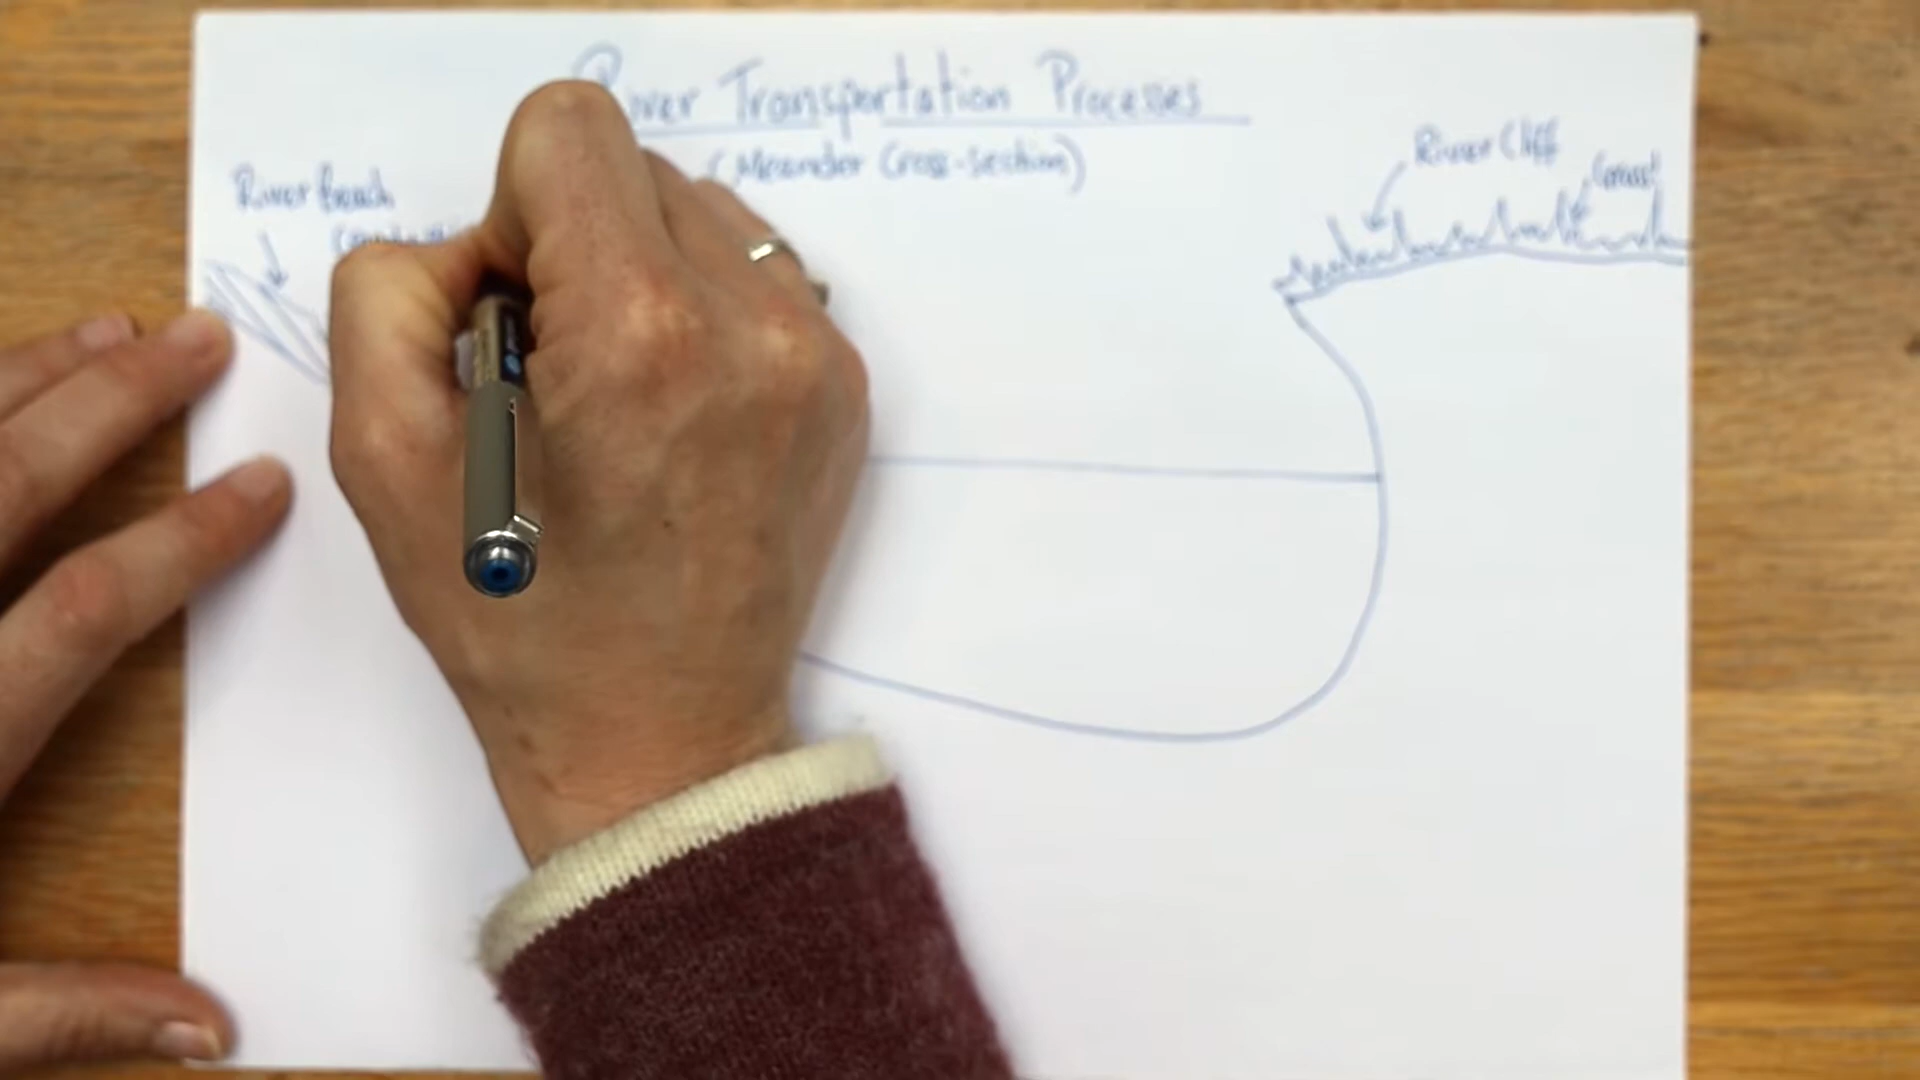 River Transportation Processes
(Meander Cross-section)
River Cliff
Grass!
River beach